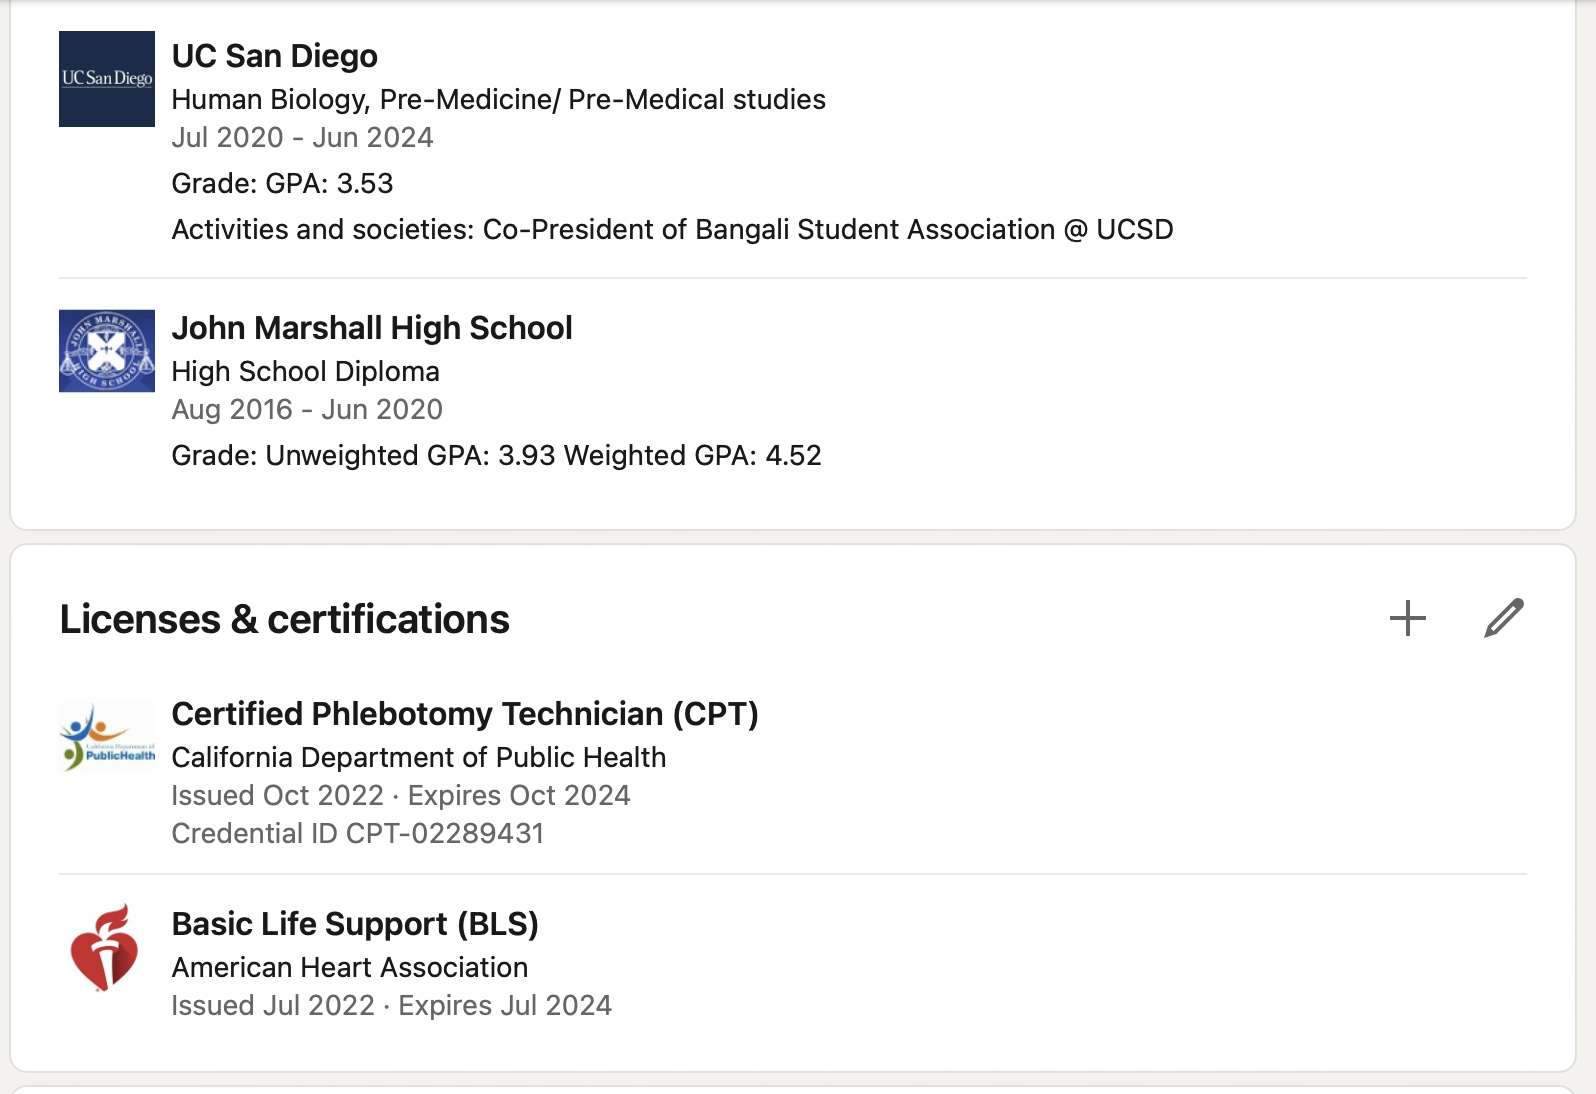 UC San Diego
UC San Diego
Human Biology, Pre-Medicine/ Pre-Medical studies
Jul 2020 - Jun 2024
Grade: GPA: 3.53
Activities and societies: Co-President of Bangali Student Association @ UCSD
JOHN MARSHALL HIGH SCHOOL
John Marshall High School
High School Diploma
Aug 2016 - Jun 2020
Grade: Unweighted GPA: 3.93 Weighted GPA: 4.52
Licenses & certifications
California Department of
PublicHealth
Certified Phlebotomy Technician (CPT)
California Department of Public Health
Issued Oct 2022 · Expires Oct 2024
Credential ID CPT-02289431
Basic Life Support (BLS)
American Heart Association
Issued Jul 2022 · Expires Jul 2024